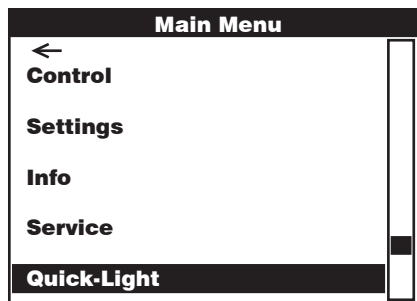 Main Menu
←
Control
Settings
Info
Service
Quick-Light